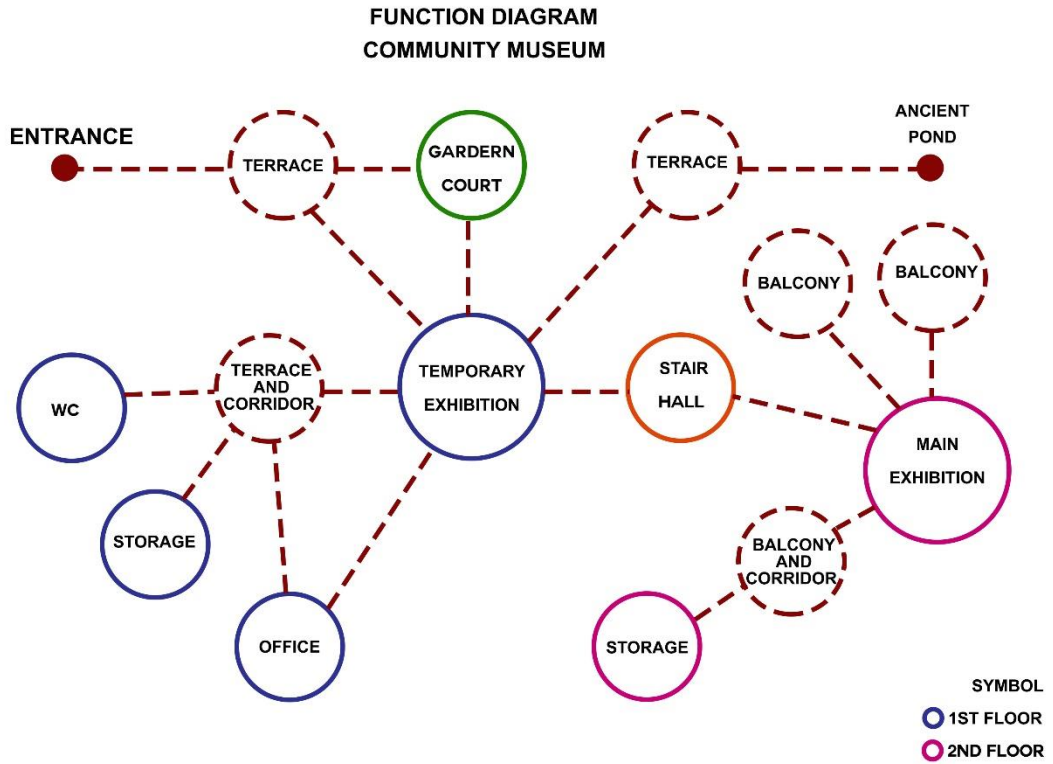 FUNCTION DIAGRAM
COMMUNITY MUSEUM
ENTRANCE
TERRACE
GARDERN
COURT
TERRACE
ANCIENT
POND
BALCONY
BALCONY
WC
TERRACE
AND
CORRIDOR
TEMPORARY
EXHIBITION
STAIR
HALL
MAIN
EXHIBITION
STORAGE
BALCONY
AND
CORRIDOR
OFFICE
STORAGE
SYMBOL
1ST FLOOR
2ND FLOOR